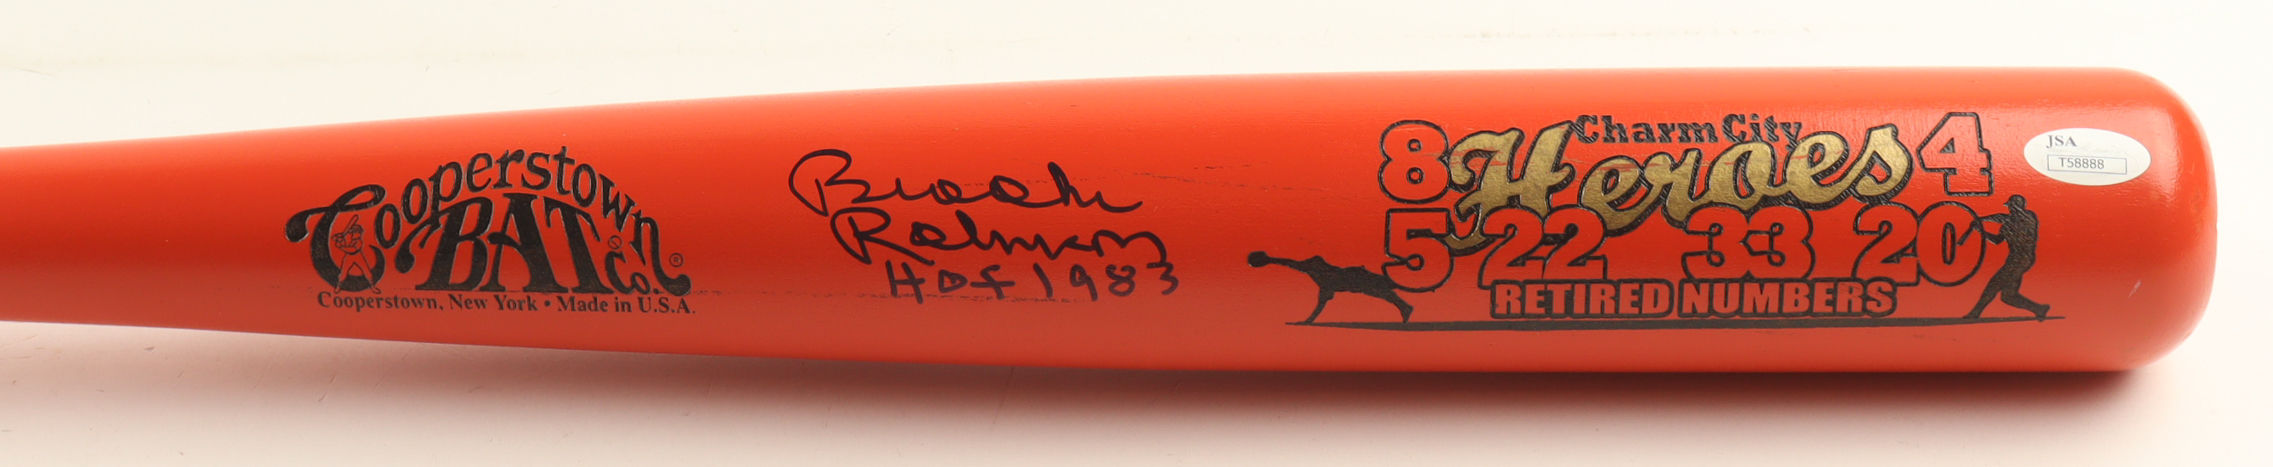 Cooperstown
BAT Co.®
Cooperstown, New York • Made in U.S.A.
Brooks
Robinson
HOF 1983
Charm City
8 Heroes 4
5 22 33 20
RETIRED NUMBERS
JSA
T58888